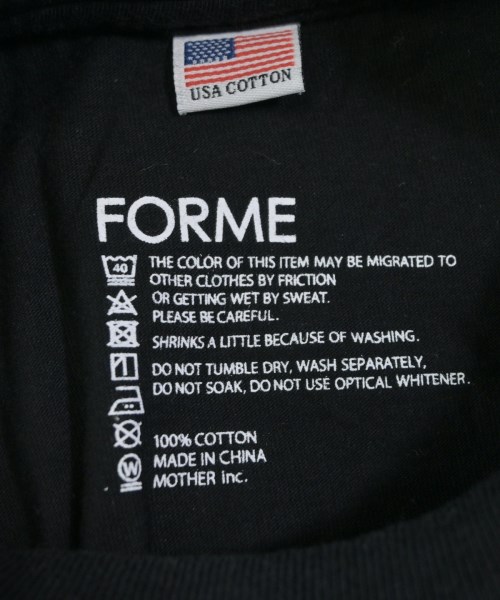 USA COTTON
FORME
40
THE COLOR OF THIS ITEM MAY BE MIGRATED TO
OTHER CLOTHES BY FRICTION
OR GETTING WET BY SWEAT.
PLEASE BE CAREFUL.
SHRINKS A LITTLE BECAUSE OF WASHING.
DO NOT TUMBLE DRY, WASH SEPARATELY,
DO NOT SOAK, DO NOT USE OPTICAL WHITENER.
100% COTTON
W
MADE IN CHINA
MOTHER inc.